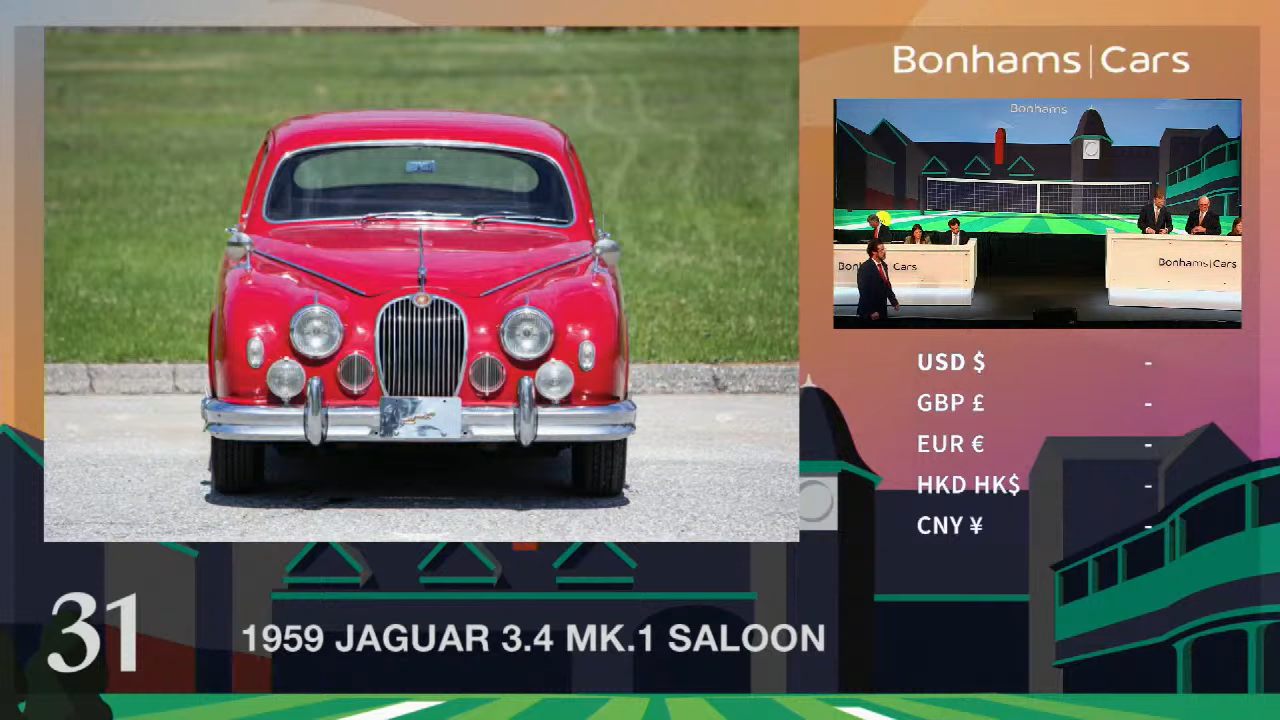 Bonhams|Cars
Bonhams
Bonhams|Cars
USD $ -
GBP £ -
EUR € -
HKD HK$ -
CNY ¥ -
31
1959 JAGUAR 3.4 MK.1 SALOON